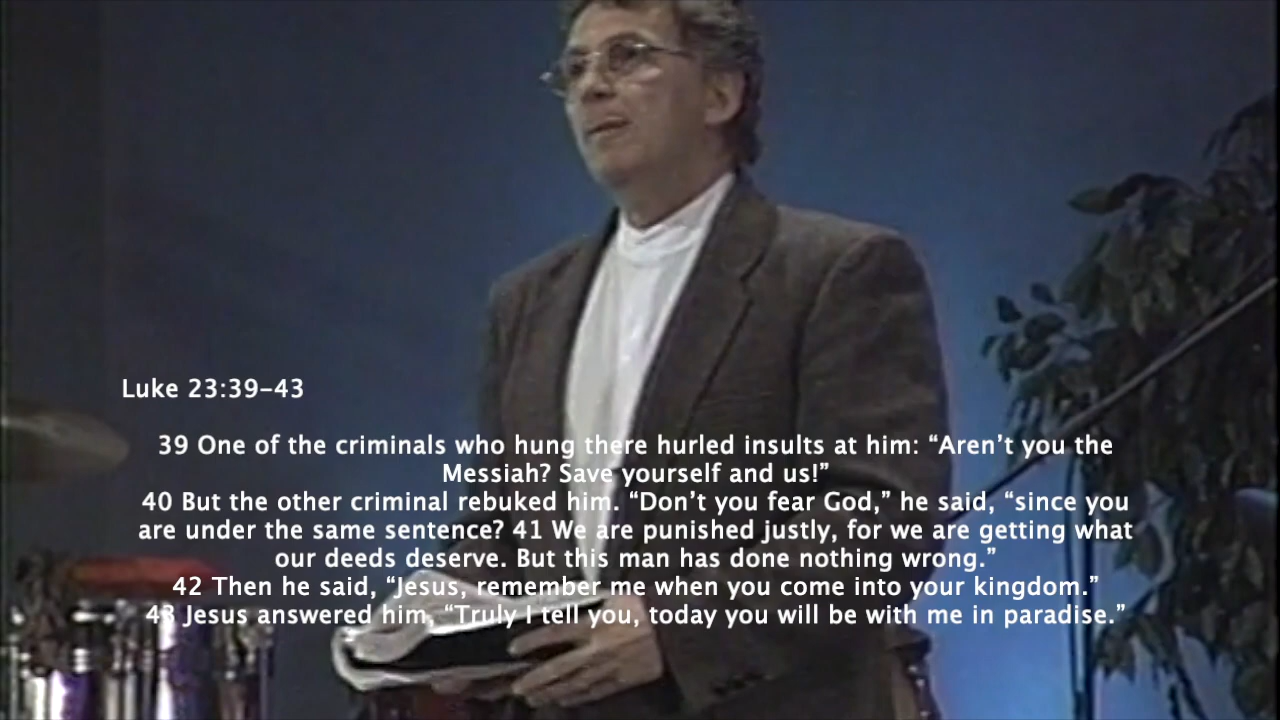 Luke 23:39-43
39 One of the criminals who hung there hurled insults at him: “Aren’t you the
Messiah? Save yourself and us!”
40 But the other criminal rebuked him. “Don’t you fear God,” he said, “since you
are under the same sentence? 41 We are punished justly, for we are getting what
our deeds deserve. But this man has done nothing wrong.”
42 Then he said, “Jesus, remember me when you come into your kingdom.”
43 Jesus answered him, “Truly I tell you, today you will be with me in paradise.”